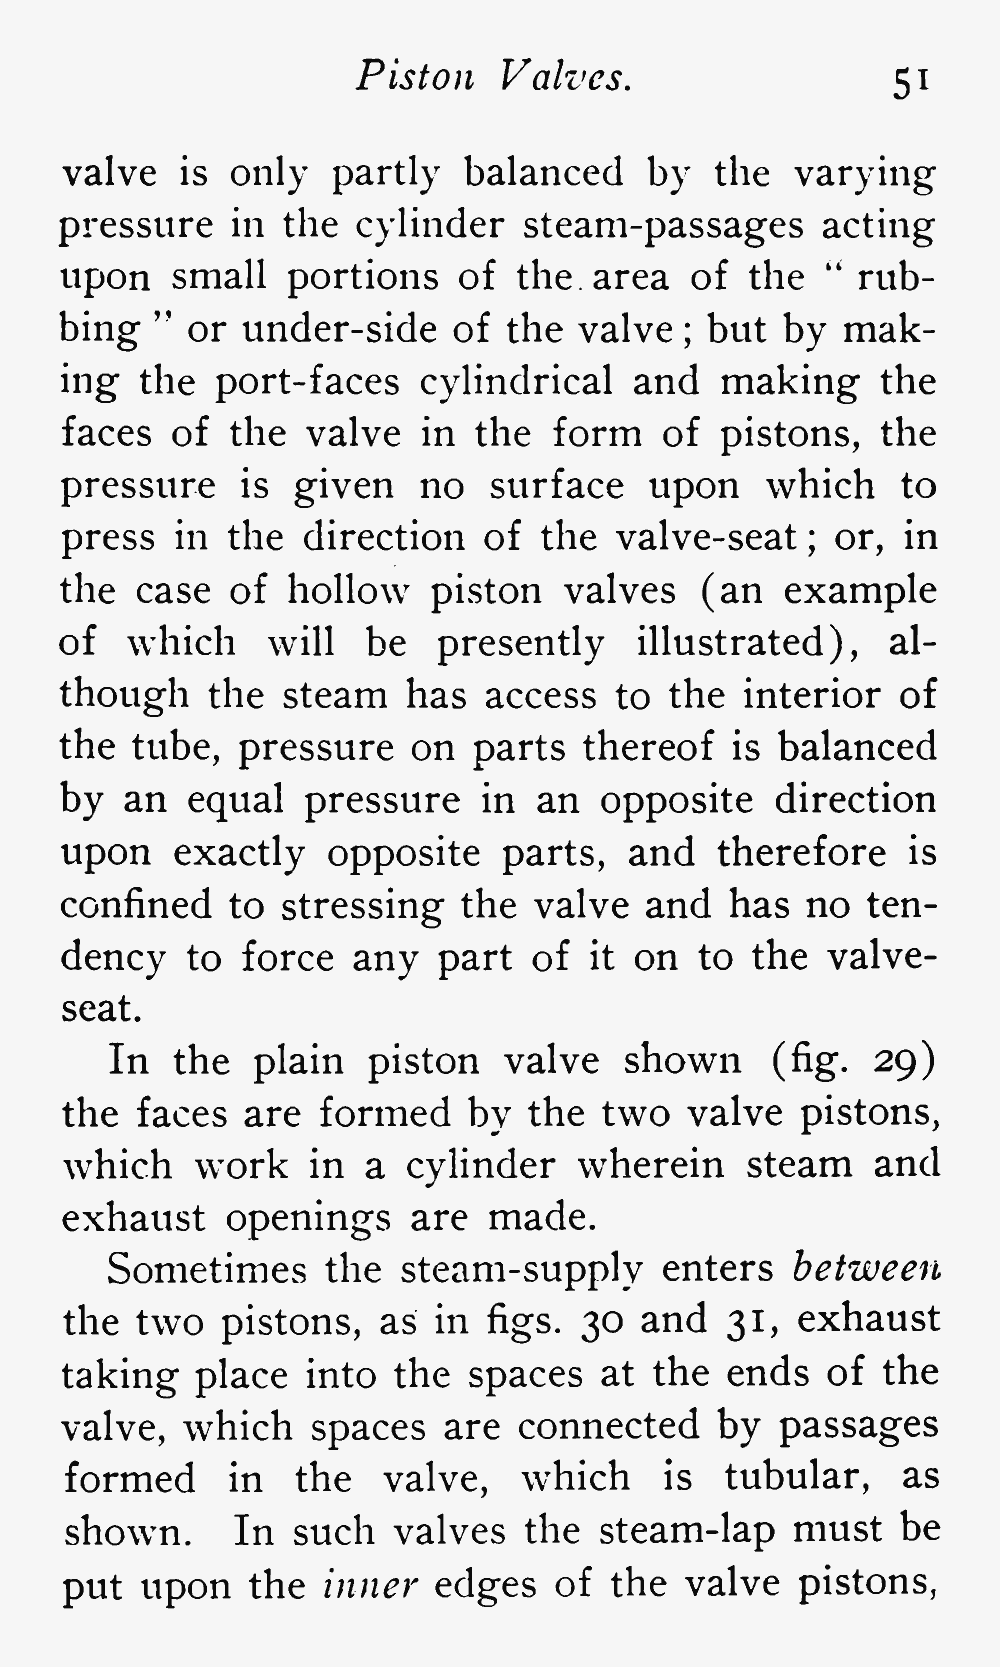 Piston Valves. 51
valve is only partly balanced by the varying
pressure in the cylinder steam-passages acting
upon small portions of the area of the “ rub-
bing ” or under-side of the valve ; but by mak-
ing the port-faces cylindrical and making the
faces of the valve in the form of pistons, the
pressure is given no surface upon which to
press in the direction of the valve-seat ; or, in
the case of hollow piston valves (an example
of which will be presently illustrated), al-
though the steam has access to the interior of
the tube, pressure on parts thereof is balanced
by an equal pressure in an opposite direction
upon exactly opposite parts, and therefore is
confined to stressing the valve and has no ten-
dency to force any part of it on to the valve-
seat.
In the plain piston valve shown (fig. 29)
the faces are formed by the two valve pistons,
which work in a cylinder wherein steam and
exhaust openings are made.
Sometimes the steam-supply enters between
the two pistons, as in figs. 30 and 31, exhaust
taking place into the spaces at the ends of the
valve, which spaces are connected by passages
formed in the valve, which is tubular, as
shown. In such valves the steam-lap must be
put upon the inner edges of the valve pistons,